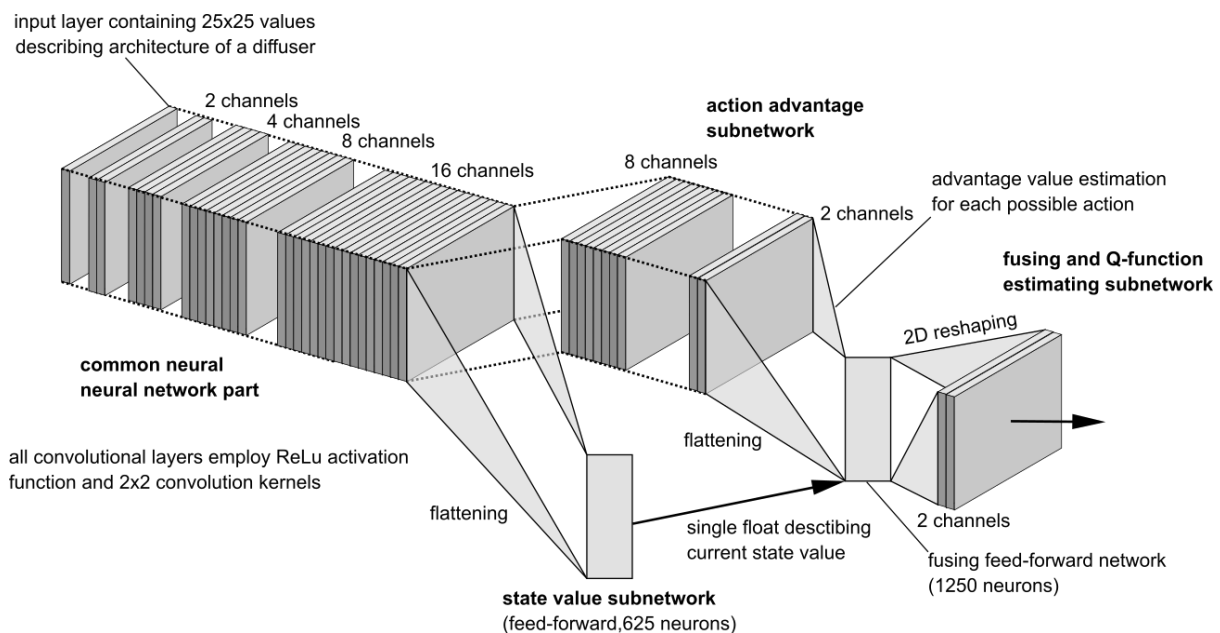 input layer containing 25x25 values
describing architecture of a diffuser
2 channels
4 channels
8 channels
16 channels
common neural
neural network part
all convolutional layers employ ReLu activation
function and 2x2 convolution kernels
flattening
state value subnetwork
(feed-forward,625 neurons)
action advantage
subnetwork
8 channels
2 channels
flattening
single float desctibing
current state value
advantage value estimation
for each possible action
fusing and Q-function
estimating subnetwork
2D reshaping
2 channels
fusing feed-forward network
(1250 neurons)